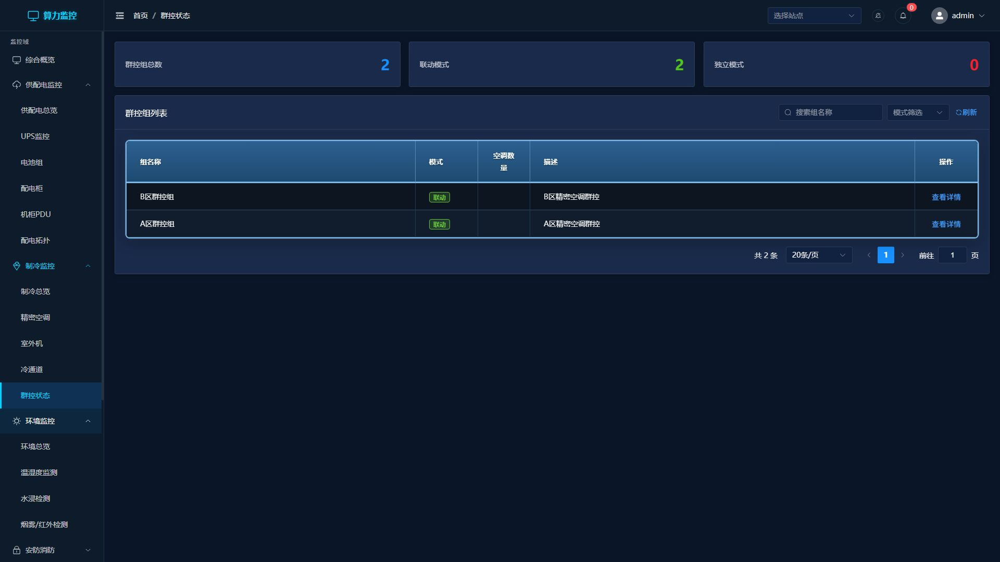 算力监控
首页 / 群控状态
选择站点
0
admin
监控域
综合概览
供配电监控
供配电总览
UPS监控
电池组
配电柜
机柜PDU
配电拓扑
制冷监控
制冷总览
精密空调
室外机
冷通道
群控状态
环境监控
环境总览
温湿度监测
水浸检测
烟雾/红外检测
安防消防
群控组总数 2
联动模式 2
独立模式 0
群控组列表
搜索组名称
模式筛选
刷新
组名称 模式 空调数量 描述 操作
B区群控组 联动 B区精密空调群控 查看详情
A区群控组 联动 A区精密空调群控 查看详情
共 2 条 20条/页 1 前往 1 页